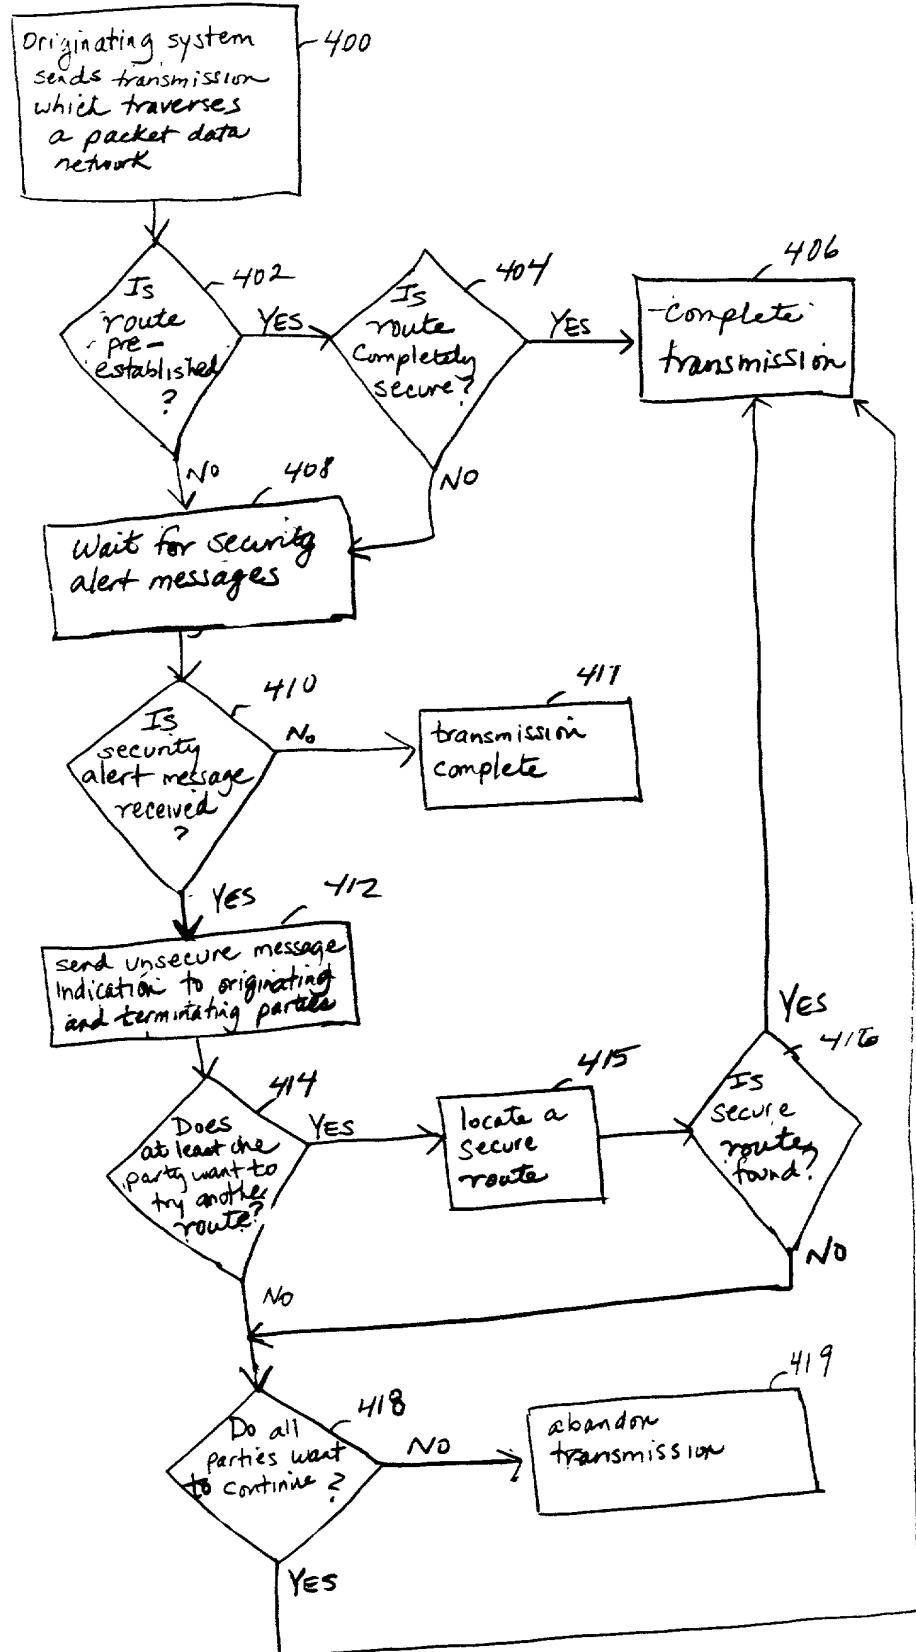 Originating system
sends transmission
which traverses
a packet data
network
400
Is
route
pre-
established
?
402
YES
Is
route
completely
secure?
404
YES
406
complete
transmission
NO
NO
408
Wait for security
alert messages
410
Is
security
alert message
received
?
No
411
transmission
complete
YES
412
send unsecure message
Indication to originating
and terminating parties
414
Does
at least one
party want to
try another
route?
YES
415
locate a
secure
route
YES
416
Is
secure
route
found?
NO
NO
418
Do all
parties want
to continue
?
NO
419
abandon
transmission
YES